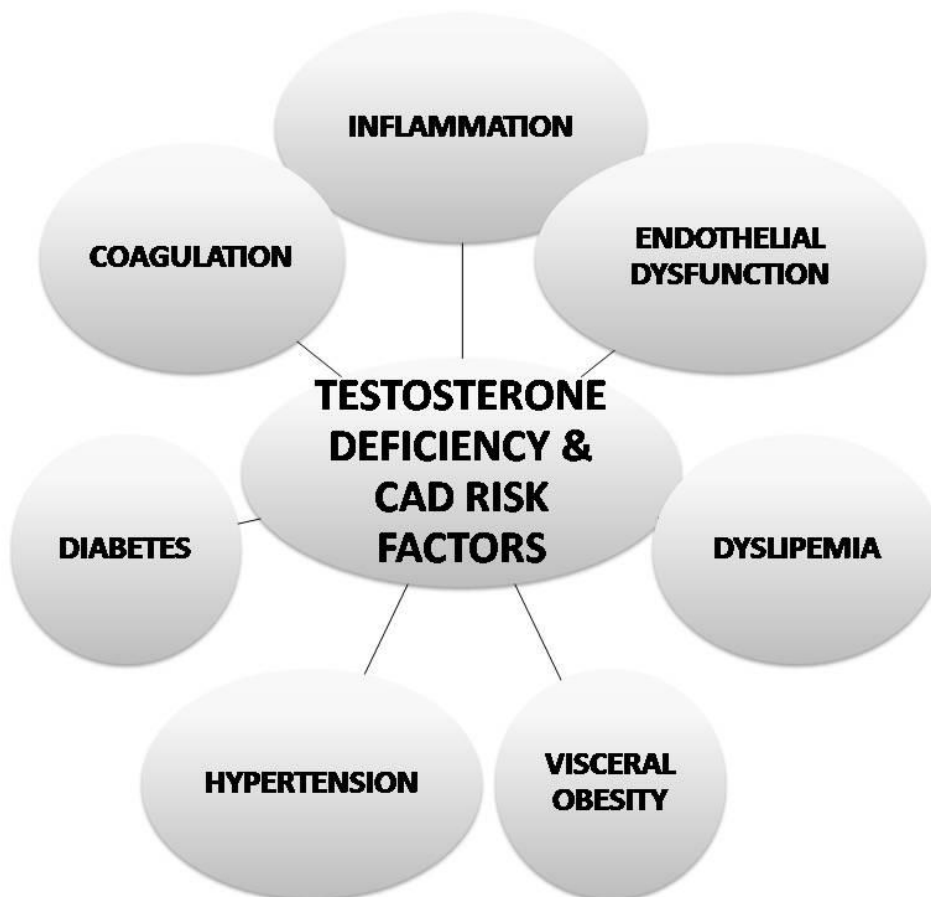 INFLAMMATION
COAGULATION
ENDOTHELIAL
DYSFUNCTION
TESTOSTERONE
DEFICIENCY &
CAD RISK
FACTORS
DIABETES
DYSLIPEMIA
HYPERTENSION
VISCERAL
OBESITY